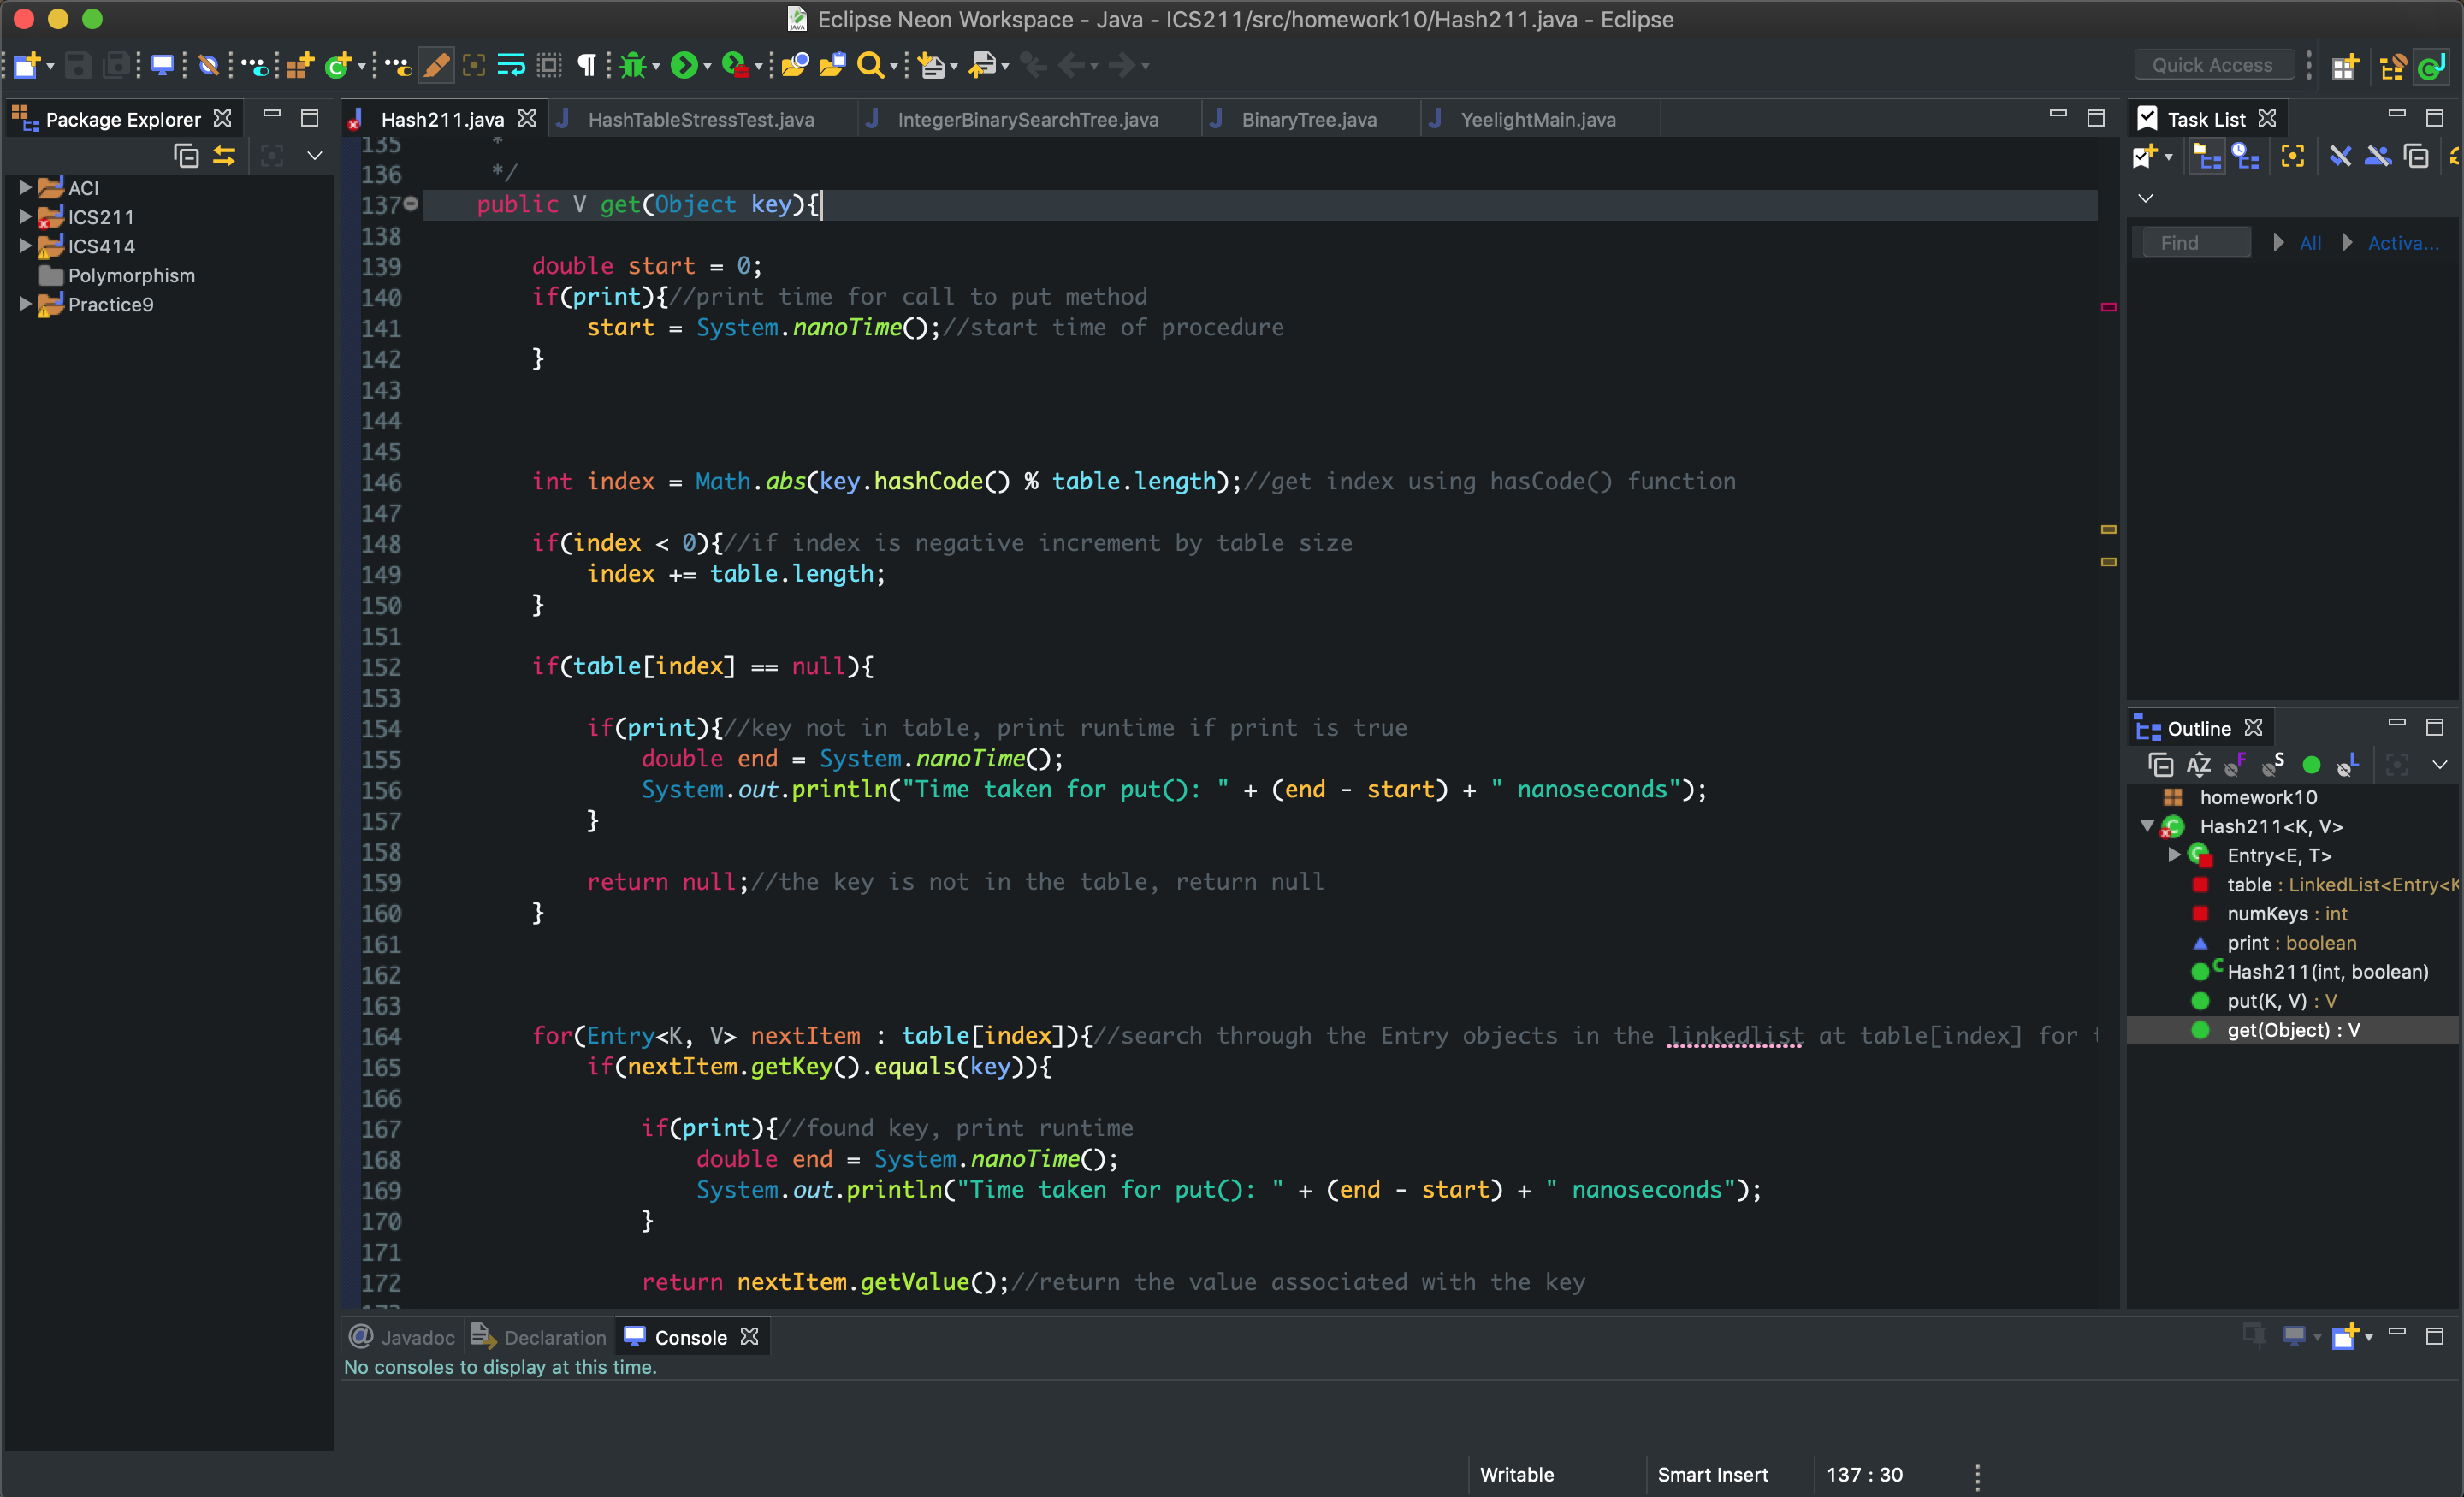 Eclipse Neon Workspace - Java - ICS211/src/homework10/Hash211.java - Eclipse
Quick Access
Package Explorer
ACI
ICS211
ICS414
Polymorphism
Practice9
Hash211.java HashTableStressTest.java IntegerBinarySearchTree.java BinaryTree.java YeelightMain.java
135 *
136 */
137 public V get(Object key){
138
139 double start = 0;
140 if(print){//print time for call to put method
141 start = System.nanoTime();//start time of procedure
142 }
143
144
145
146 int index = Math.abs(key.hashCode() % table.length);//get index using hasCode() function
147
148 if(index < 0){//if index is negative increment by table size
149 index += table.length;
150 }
151
152 if(table[index] == null){
153
154 if(print){//key not in table, print runtime if print is true
155 double end = System.nanoTime();
156 System.out.println("Time taken for put(): " + (end - start) + " nanoseconds");
157 }
158
159 return null;//the key is not in the table, return null
160 }
161
162
163
164 for(Entry<K, V> nextItem : table[index]){//search through the Entry objects in the linkedlist at table[index] for
165 if(nextItem.getKey().equals(key)){
166
167 if(print){//found key, print runtime
168 double end = System.nanoTime();
169 System.out.println("Time taken for put(): " + (end - start) + " nanoseconds");
170 }
171
172 return nextItem.getValue();//return the value associated with the key
Task List
Find All Activa...
Outline
homework10
Hash211<K, V>
Entry<E, T>
table : LinkedList<Entry<K
numKeys : int
print : boolean
Hash211(int, boolean)
put(K, V) : V
get(Object) : V
Javadoc Declaration Console
No consoles to display at this time.
Writable Smart Insert 137 : 30